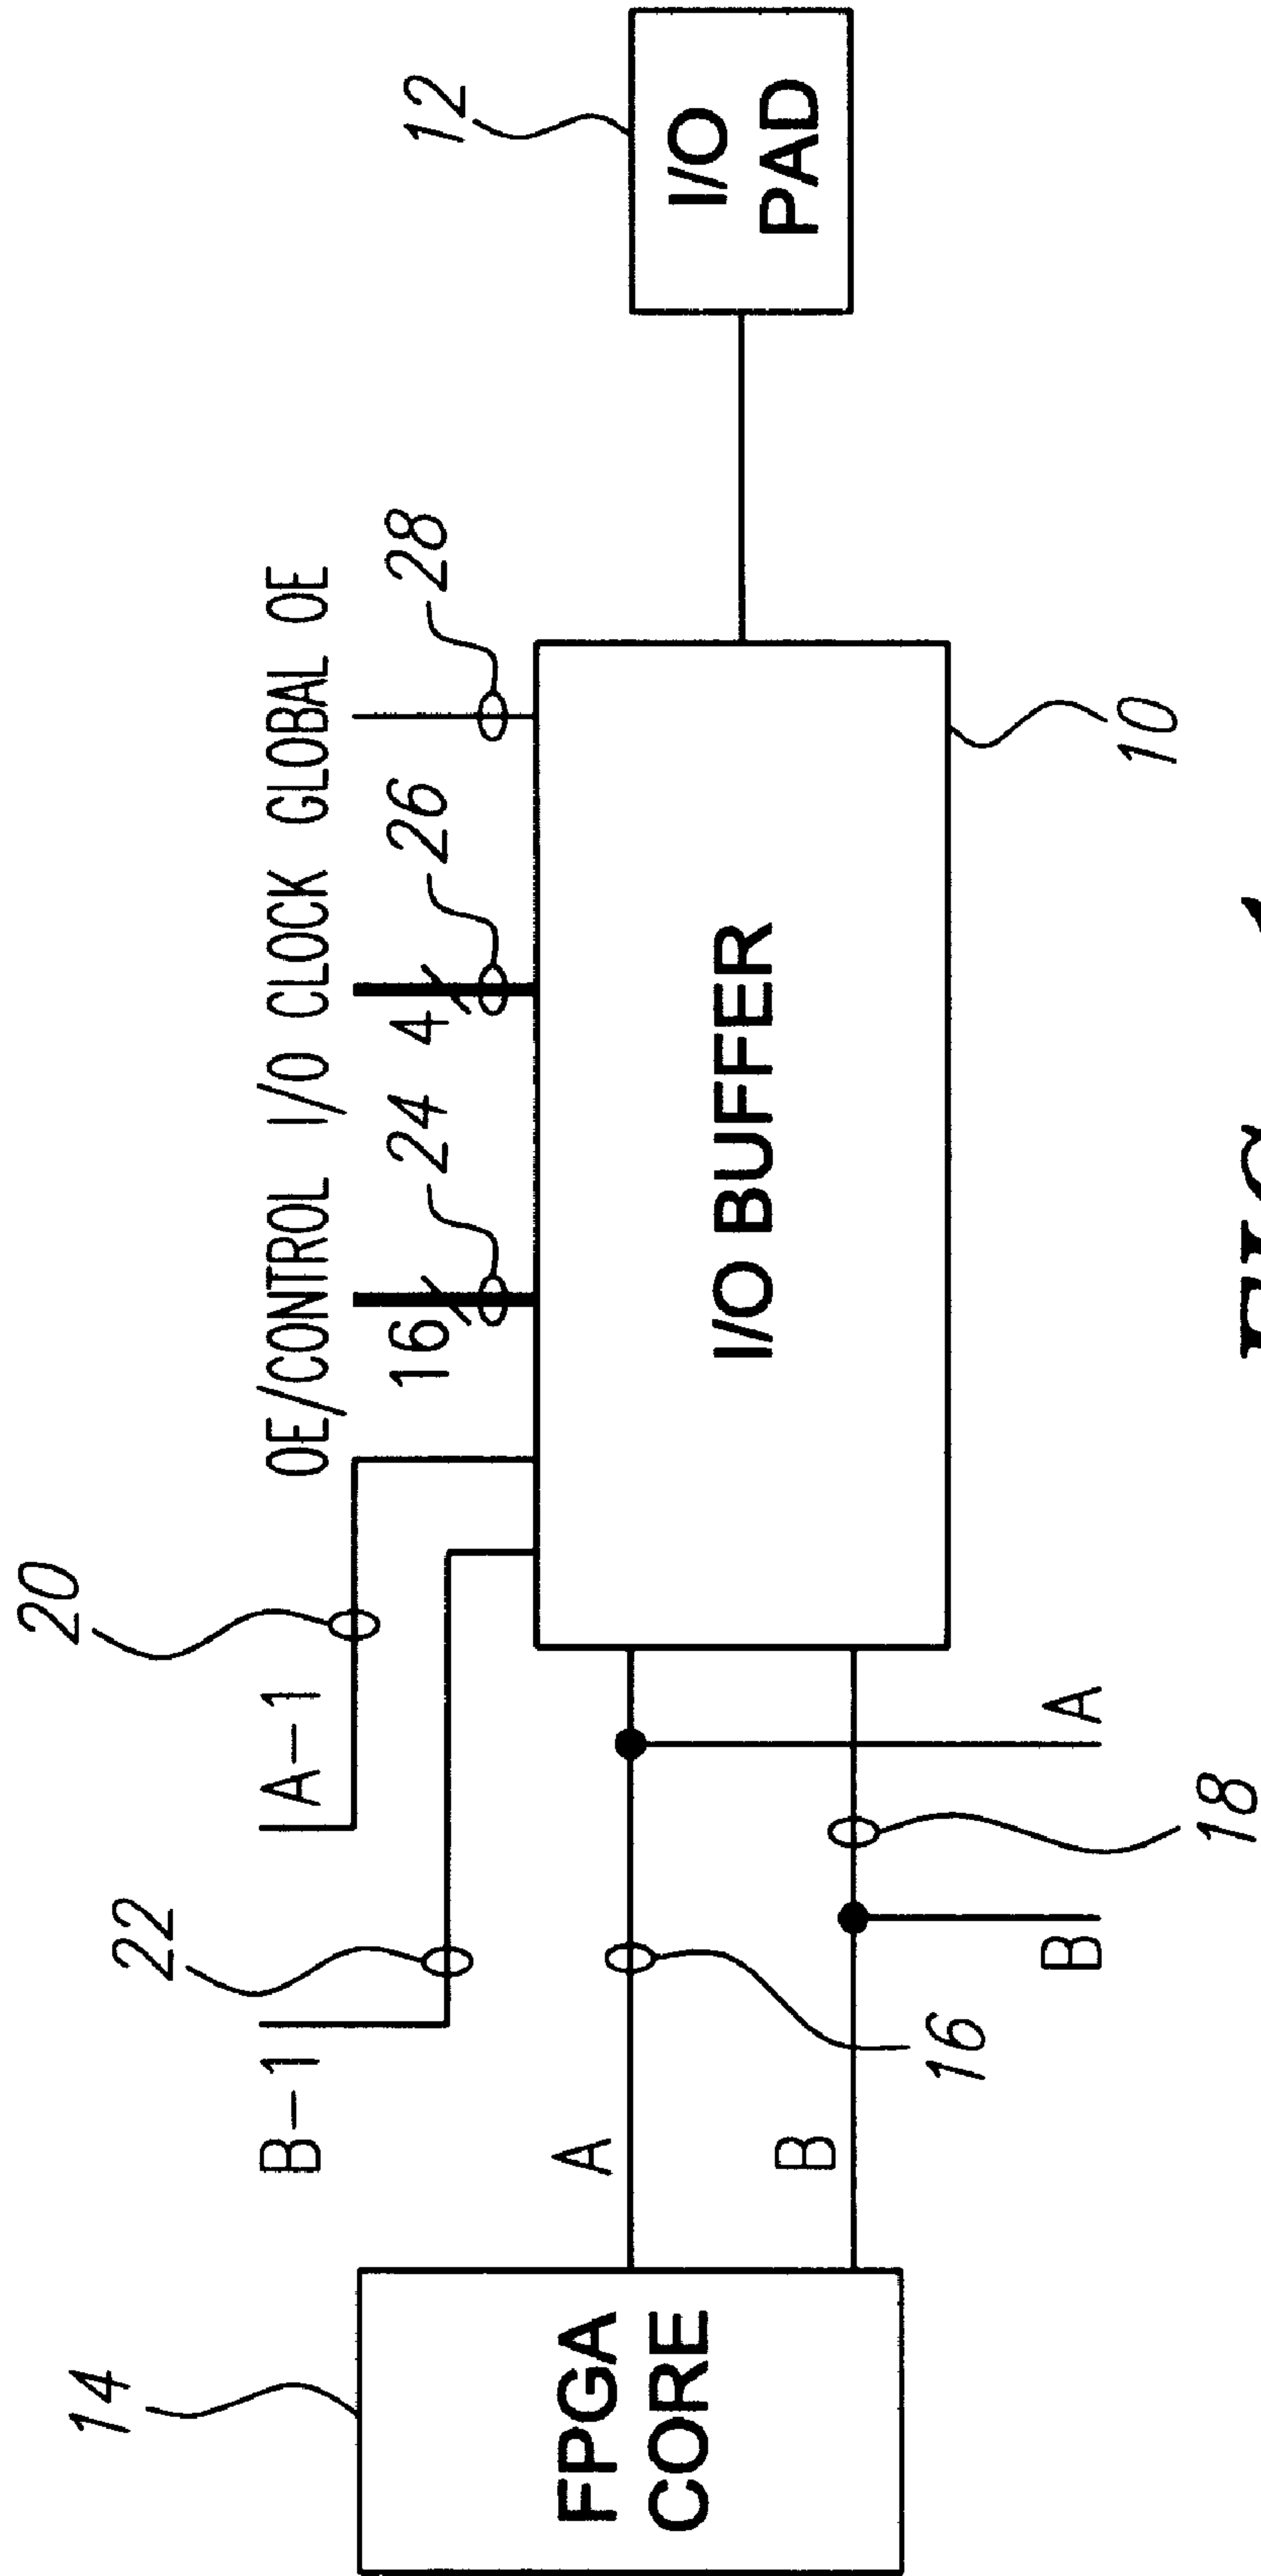 20
22
14
B-1
A-1
OE/CONTROL I/O CLOCK GLOBAL OE
16
24
4
26
28
12
FPGA
CORE
A
B
I/O BUFFER
I/O
PAD
16
B
18
A
10